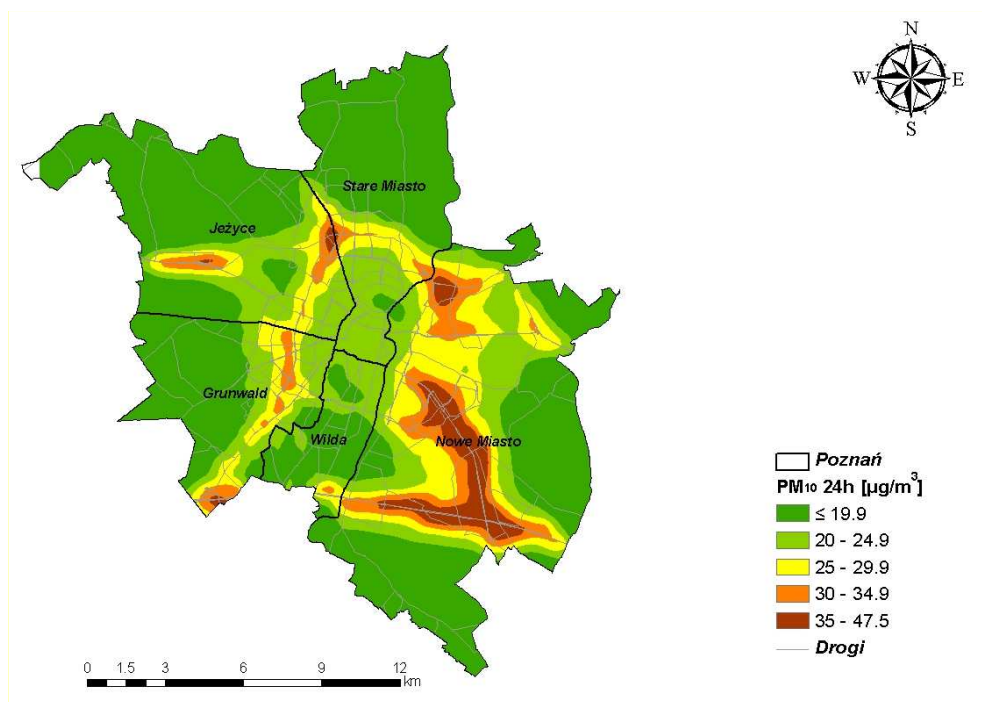 N
W E
S
Stare Miasto
Jeżyce
Grunwald
Wilda
Nowe Miasto
Poznań
PM10 24h [µg/m³]
≤ 19.9
20 - 24.9
25 - 29.9
30 - 34.9
35 - 47.5
Drogi
0 1.5 3 6 9 12
km